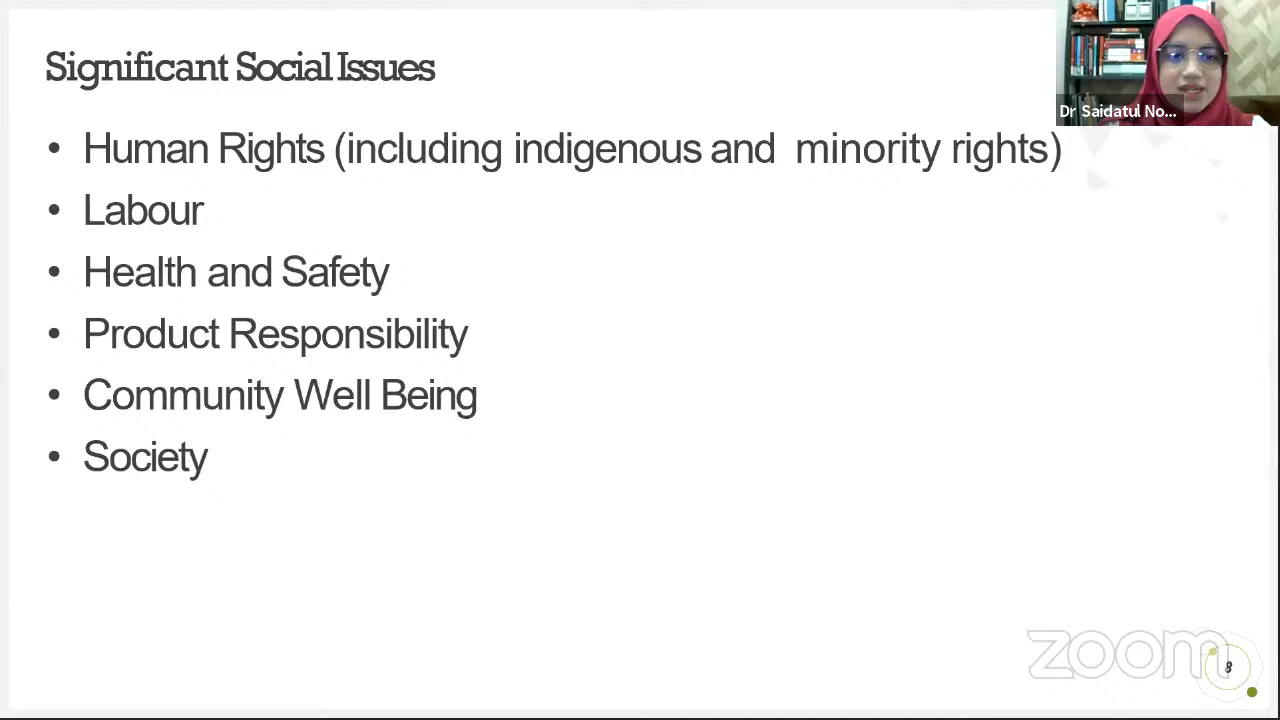 Significant Social Issues
Dr Saidatul No...
• Human Rights (including indigenous and minority rights)
• Labour
• Health and Safety
• Product Responsibility
• Community Well Being
• Society
zoom
8